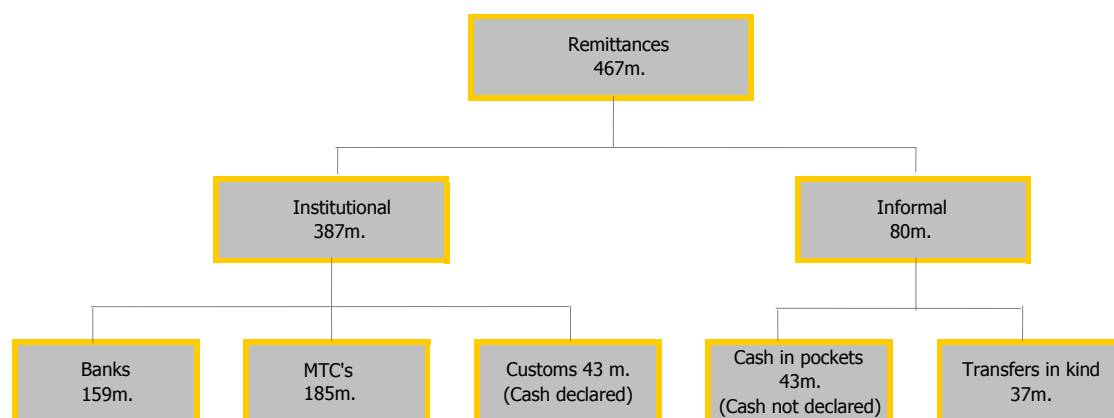 Remittances
467m.
Institutional
387m.
Informal
80m.
Banks
159m.
MTC's
185m.
Customs 43 m.
(Cash declared)
Cash in pockets
43m.
(Cash not declared)
Transfers in kind
37m.